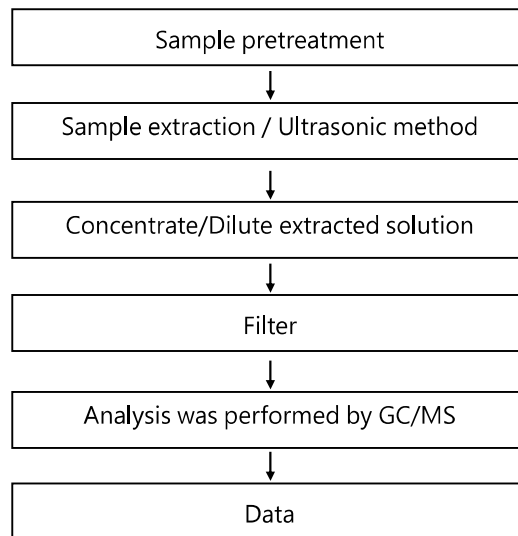 Sample pretreatment
Sample extraction / Ultrasonic method
Concentrate/Dilute extracted solution
Filter
Analysis was performed by GC/MS
Data